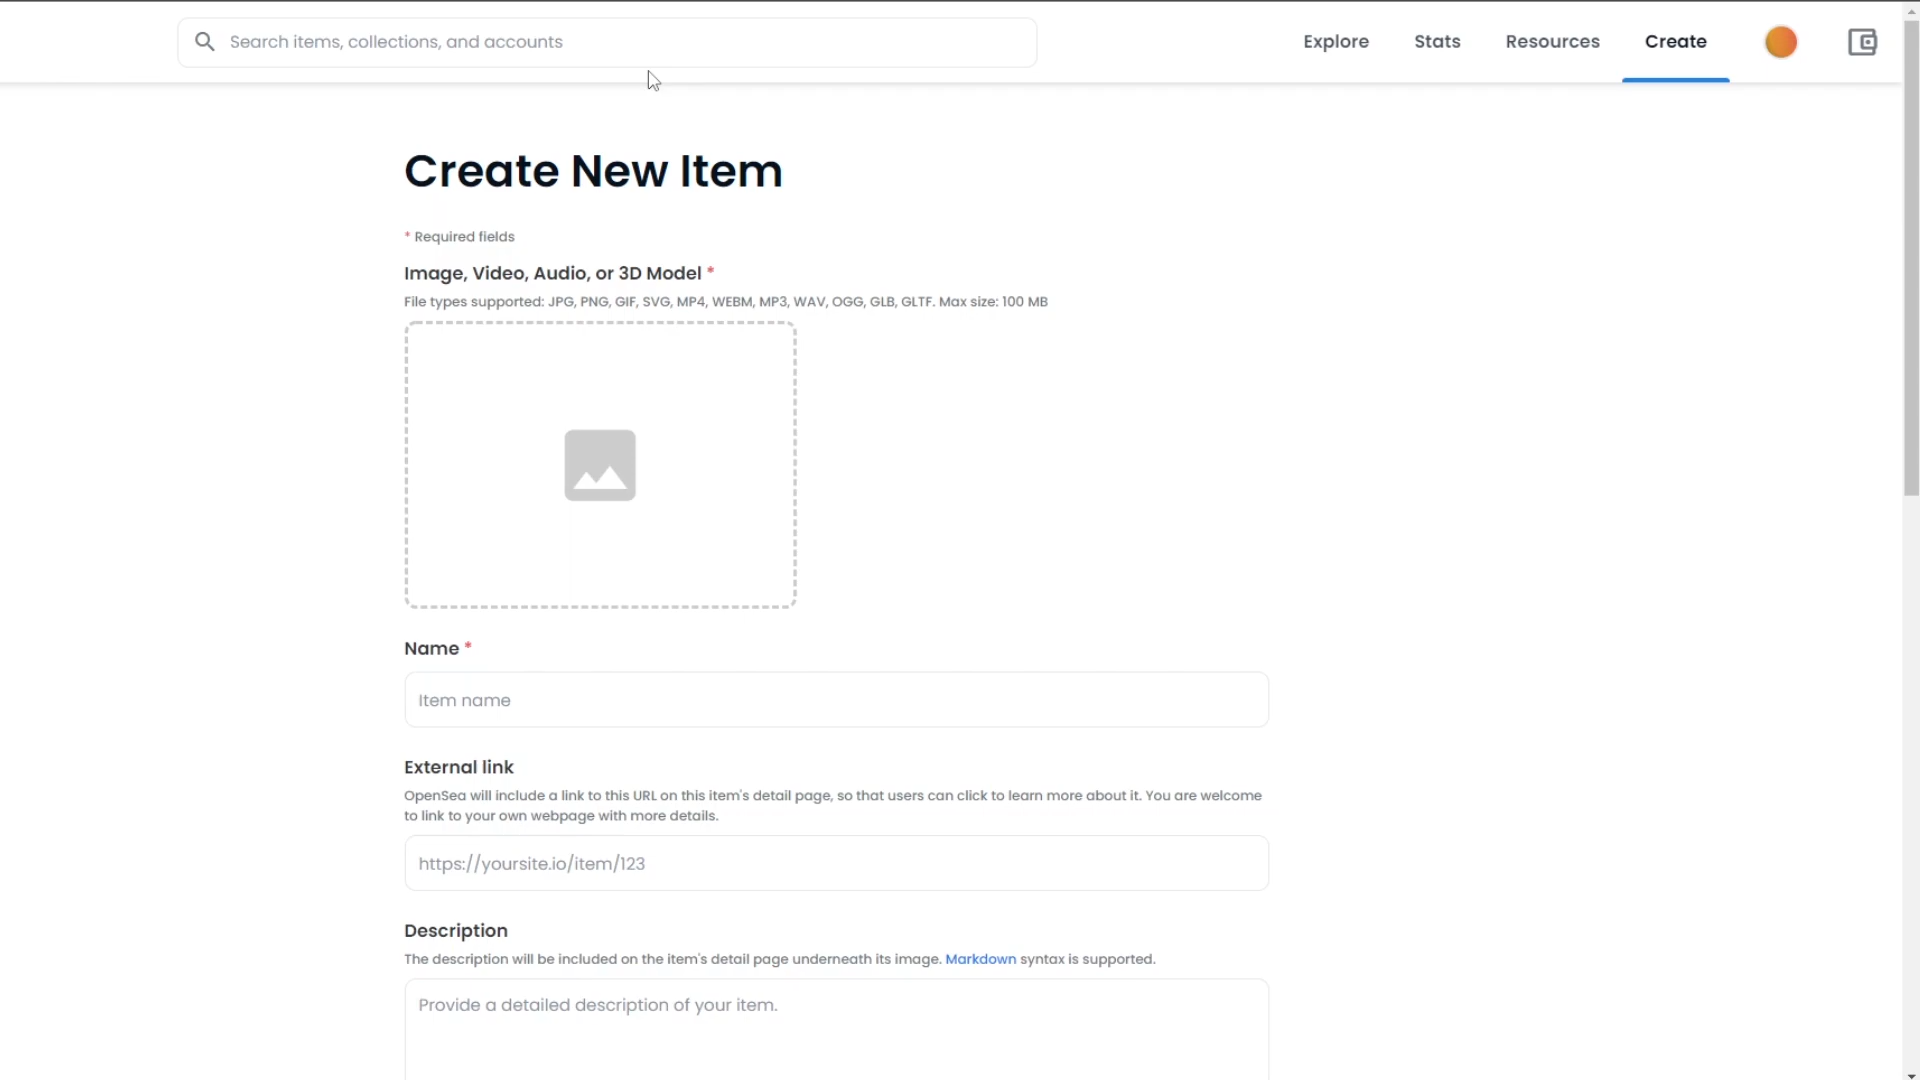 Search items, collections, and accounts
Explore
Stats
Resources
Create
Create New Item
* Required fields
Image, Video, Audio, or 3D Model *
File types supported: JPG, PNG, GIF, SVG, MP4, WEBM, MP3, WAV, OGG, GLB, GLTF. Max size: 100 MB
Name *
Item name
External link
OpenSea will include a link to this URL on this item's detail page, so that users can click to learn more about it. You are welcome
to link to your own webpage with more details.
https://yoursite.io/item/123
Description
The description will be included on the item's detail page underneath its image. Markdown syntax is supported.
Provide a detailed description of your item.